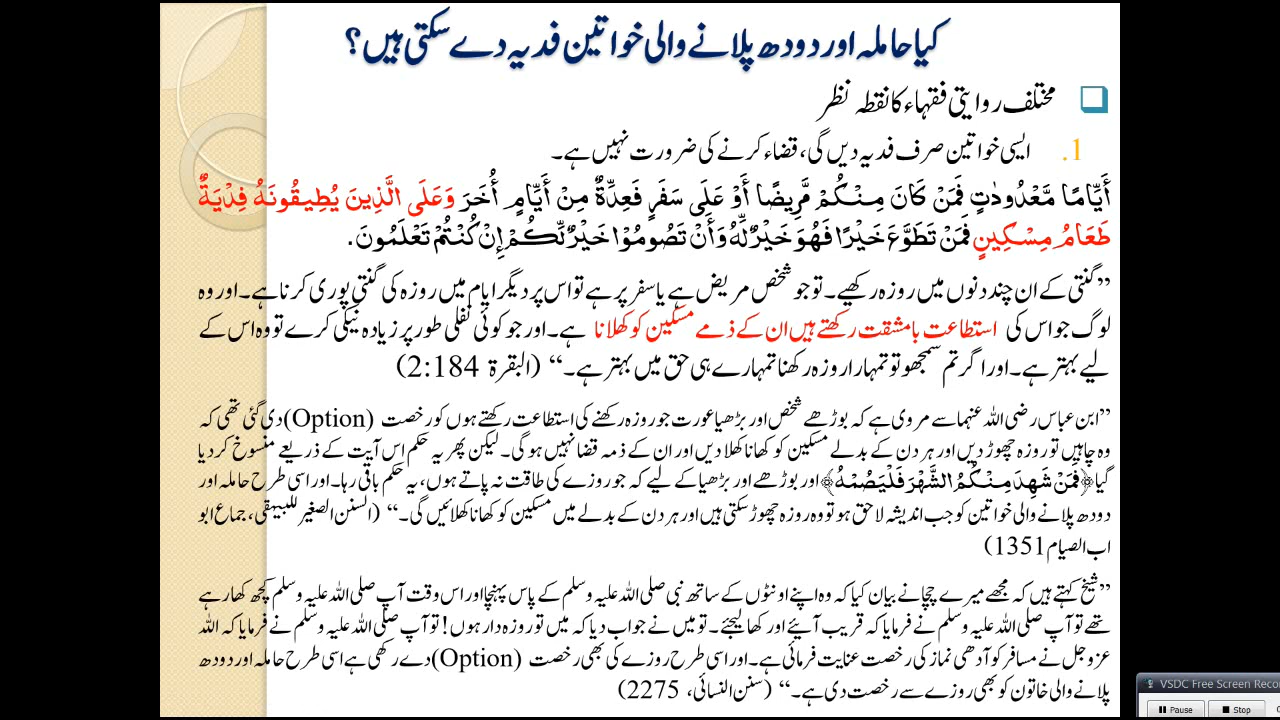 کیا حاملہ اور دودھ پلانے والی خواتین فدیہ دے سکتی ہیں؟
مختلف روایتی فقہاء کا نقطہ نظر
1. ایسی خواتین صرف فدیہ دیں گی، قضاء کرنے کی ضرورت نہیں ہے۔
أَيَّامًا مَّعْدُودَٰتٍ فَمَنْ كَانَ مِنْكُمْ مَّرِيضًا أَوْ عَلَى سَفَرٍ فَعِدَّةٌ مِنْ أَيَّامٍ أُخَرَ وَعَلَى الَّذِينَ يُطِيقُونَهُ فِدْيَةٌ
طَعَامُ مِسْكِينٍ فَمَنْ تَطَوَّعَ خَيْرًا فَهُوَ خَيْرٌ لَّهُ وَأَنْ تَصُومُوا خَيْرٌ لَّكُمْ إِنْ كُنْتُمْ تَعْلَمُونَ.
”گنتی کے ان چند دنوں میں روزہ رکھیے۔ تو جو شخص مریض ہے یا سفر پر ہے تو اس پر دیگر ایام میں روزہ کی گنتی پوری کرنا ہے۔ اور وہ
لوگ جو اس کی استطاعت بامشقت رکھتے ہیں ان کے ذمے مسکین کو کھلانا ہے۔ اور جو کوئی نفلی طور پر زیادہ نیکی کرے تو وہ اس کے
لیے بہتر ہے۔ اور اگر تم سمجھو تو تمہارا روزہ رکھنا تمہارے ہی حق میں بہتر ہے۔“ (البقرۃ 2:184)
”ابن عباس رضی اللہ عنہما سے مروی ہے کہ بوڑھے شخص اور بڑھیا عورت جو روزہ رکھنے کی استطاعت رکھتے ہوں کو رخصت (Option) دی گئی تھی کہ
وہ چاہیں تو روزہ چھوڑ دیں اور ہر دن کے بدلے مسکین کو کھانا کھلا دیں اور ان کے ذمہ قضا نہیں ہو گی۔ لیکن پھر یہ حکم اس آیت کے ذریعے منسوخ کر دیا
گیا ﴿فَمَنْ شَهِدَ مِنْكُمُ الشَّهْرَ فَلْيَصُمْهُ﴾ اور بوڑھے اور بڑھیا کے لیے کہ جو روزے کی طاقت نہ پاتے ہوں، یہ حکم باقی رہا۔ اور اسی طرح حاملہ اور
دودھ پلانے والی خواتین کو جب اندیشہ لاحق ہو تو وہ روزہ چھوڑ سکتی ہیں اور ہر دن کے بدلے میں مسکین کو کھانا کھلائیں گی۔“ (السنن الصغیر للبیہقی، جماع ابو
اب الصیام 1351)
”شیخ کہتے ہیں کہ مجھے میرے چچا نے بیان کیا کہ وہ اپنے اونٹوں کے ساتھ نبی صلی اللہ علیہ وسلم کے پاس پہنچا اور اس وقت آپ صلی اللہ علیہ وسلم کچھ کھا رہے
تھے تو آپ صلی اللہ علیہ وسلم نے فرمایا کہ قریب آیئے اور کھا لیجئے۔ تو میں نے جواب دیا کہ میں تو روزہ دار ہوں! تو آپ صلی اللہ علیہ وسلم نے فرمایا کہ اللہ
عزوجل نے مسافر کو آدھی نماز کی رخصت عنایت فرمائی ہے۔ اور اسی طرح روزے کی بھی رخصت (Option) دے رکھی ہے اسی طرح حاملہ اور دودھ
پلانے والی خاتون کو بھی روزے سے رخصت دی ہے۔“ (سنن النسائی، 2275)
VSDC Free Screen Reco
Pause
Stop